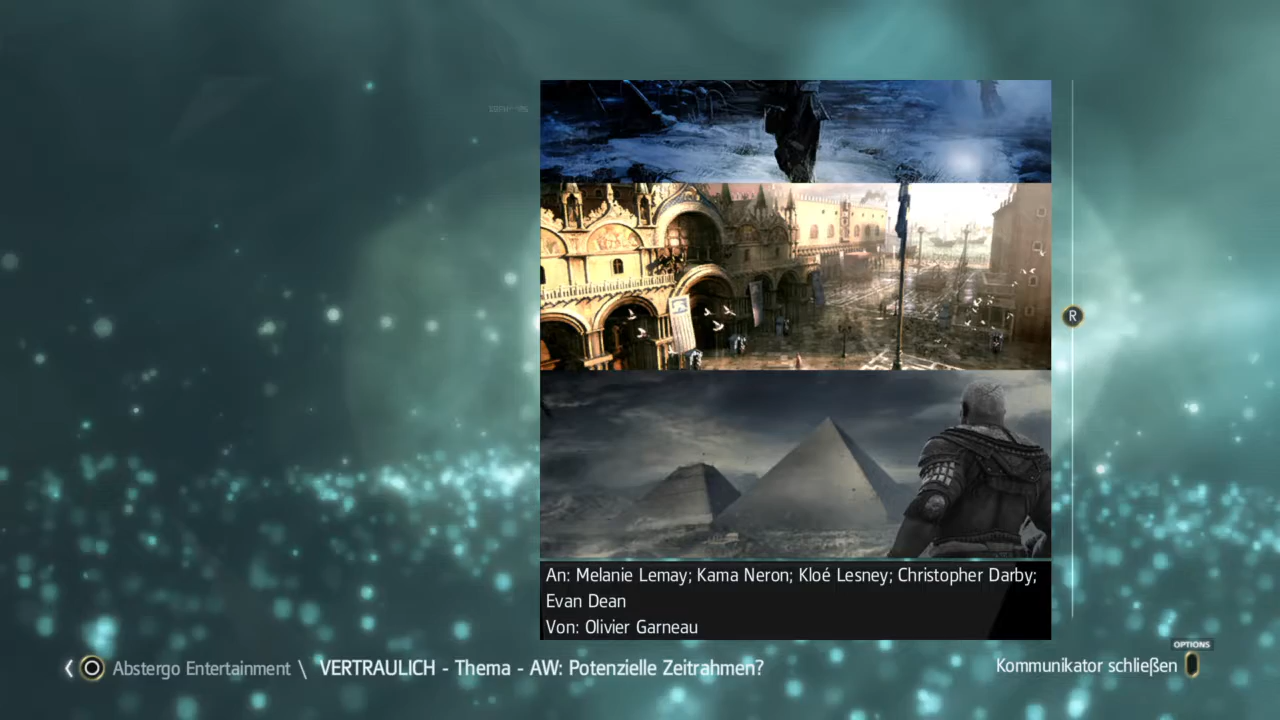 R
An: Melanie Lemay; Kama Neron; Kloé Lesney; Christopher Darby;
Evan Dean
Von: Olivier Garneau
OPTIONS
Abstergo Entertainment \ VERTRAULICH - Thema - AW: Potenzielle Zeitrahmen?
Kommunikator schließen